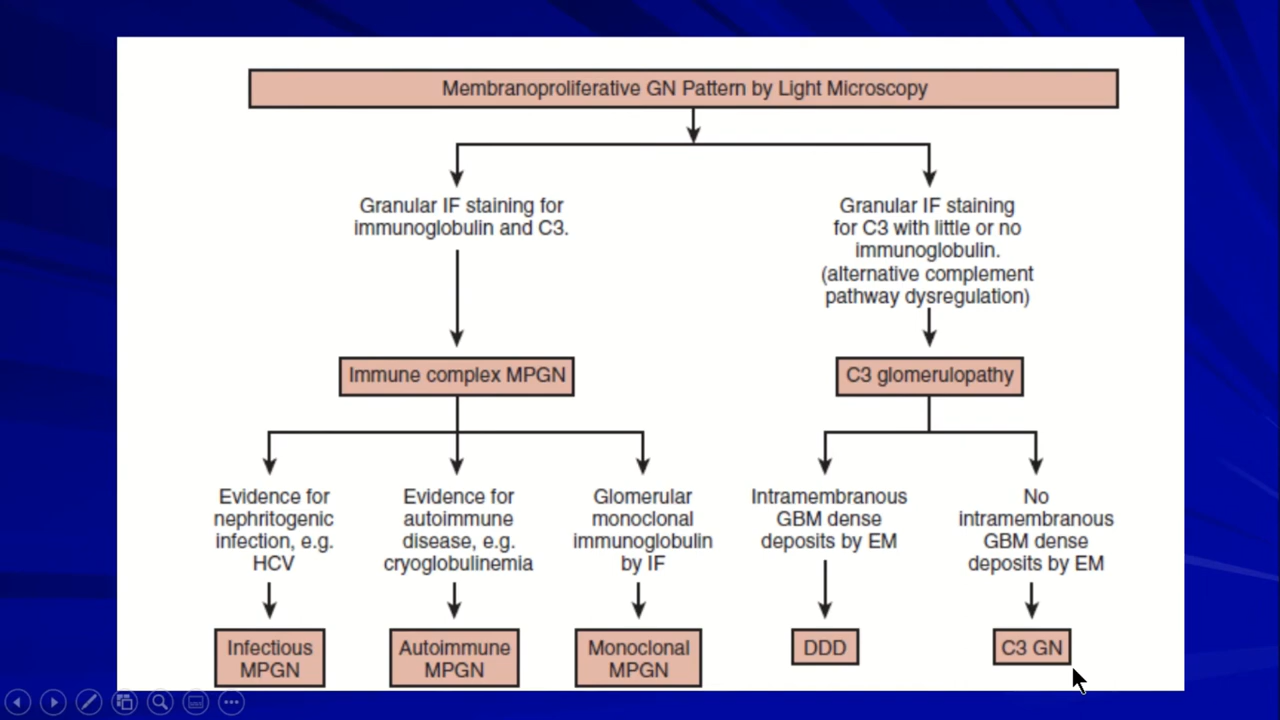 Membranoproliferative GN Pattern by Light Microscopy
Granular IF staining for
immunoglobulin and C3.
Granular IF staining
for C3 with little or no
immunoglobulin.
(alternative complement
pathway dysregulation)
Immune complex MPGN
C3 glomerulopathy
Evidence for
nephritogenic
infection, e.g.
HCV
Evidence for
autoimmune
disease, e.g.
cryoglobulinemia
Glomerular
monoclonal
immunoglobulin
by IF
Intramembranous
GBM dense
deposits by EM
No
intramembranous
GBM dense
deposits by EM
Infectious
MPGN
Autoimmune
MPGN
Monoclonal
MPGN
DDD
C3 GN